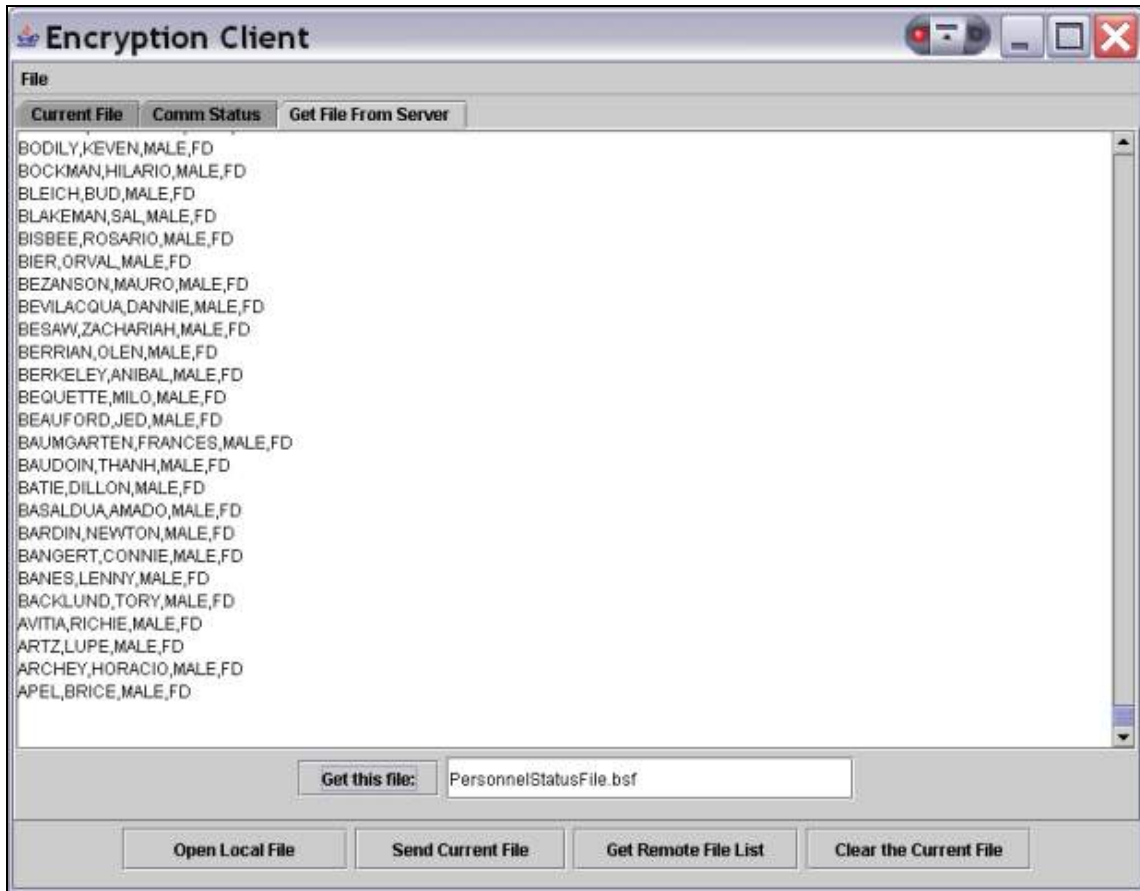 Encryption Client
File
Current File Comm Status Get File From Server
BODILY,KEVEN,MALE,FD
BOCKMAN,HILARIO,MALE,FD
BLEICH,BUD,MALE,FD
BLAKEMAN,SAL,MALE,FD
BISBEE,ROSARIO,MALE,FD
BIER,ORVAL,MALE,FD
BEZANSON,MAURO,MALE,FD
BEVILACQUA,DANNIE,MALE,FD
BESAW,ZACHARIAH,MALE,FD
BERRIAN,OLEN,MALE,FD
BERKELEY,ANIBAL,MALE,FD
BEQUETTE,MILO,MALE,FD
BEAUFORD,JED,MALE,FD
BAUMGARTEN,FRANCES,MALE,FD
BAUDOIN,THANH,MALE,FD
BATIE,DILLON,MALE,FD
BASALDUA,AMADO,MALE,FD
BARDIN,NEWTON,MALE,FD
BANGERT,CONNIE,MALE,FD
BANES,LENNY,MALE,FD
BACKLUND,TORY,MALE,FD
AVITIA,RICHIE,MALE,FD
ARTZ,LUPE,MALE,FD
ARCHEY,HORACIO,MALE,FD
APEL,BRICE,MALE,FD
Get this file: PersonnelStatusFile.bsf
Open Local File Send Current File Get Remote File List Clear the Current File